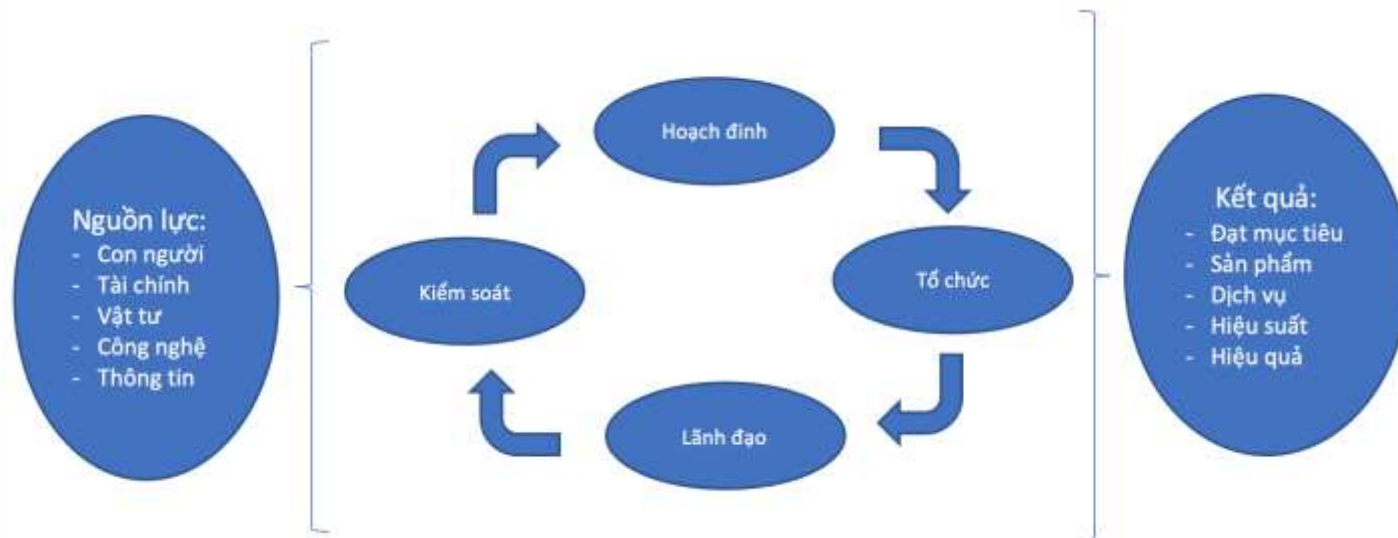 Nguồn lực:
- Con người
- Tài chính
- Vật tư
- Công nghệ
- Thông tin
Hoạch đinh
Tổ chức
Lãnh đạo
Kiểm soát
Kết quả:
- Đạt mục tiêu
- Sản phẩm
- Dịch vụ
- Hiệu suất
- Hiệu quả